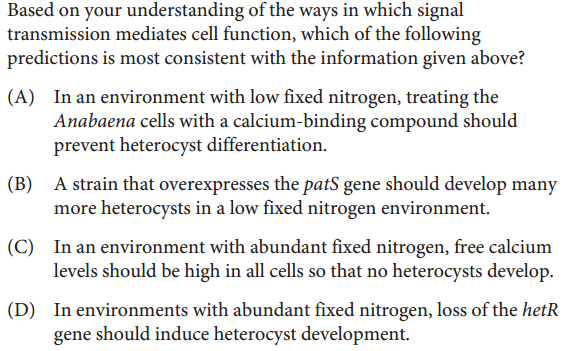 Based on your understanding of the ways in which signal
transmission mediates cell function, which of the following
predictions is most consistent with the information given above?
(A) In an environment with low fixed nitrogen, treating the
Anabaena cells with a calcium-binding compound should
prevent heterocyst differentiation.
(B) A strain that overexpresses the patS gene should develop many
more heterocysts in a low fixed nitrogen environment.
(C) In an environment with abundant fixed nitrogen, free calcium
levels should be high in all cells so that no heterocysts develop.
(D) In environments with abundant fixed nitrogen, loss of the hetR
gene should induce heterocyst development.